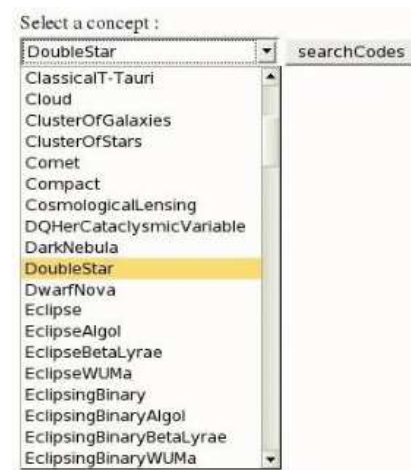 Select a concept :
DoubleStar searchCodes
ClassicalT-Tauri
Cloud
ClusterOfGalaxies
ClusterOfStars
Comet
Compact
CosmologicalLensing
DQHerCataclysmicVariable
DarkNebula
DoubleStar
DwarfNova
Eclipse
EclipseAlgol
EclipseBetaLyrae
EclipseWUMa
EclipsingBinary
EclipsingBinaryAlgol
EclipsingBinaryBetaLyrae
EclipsingBinaryWUMa